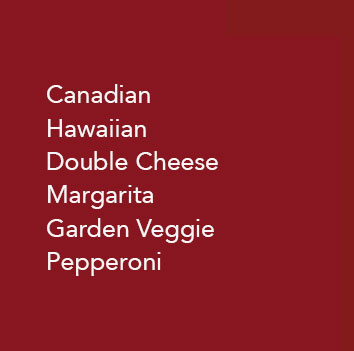 Canadian
Hawaiian
Double Cheese
Margarita
Garden Veggie
Pepperoni